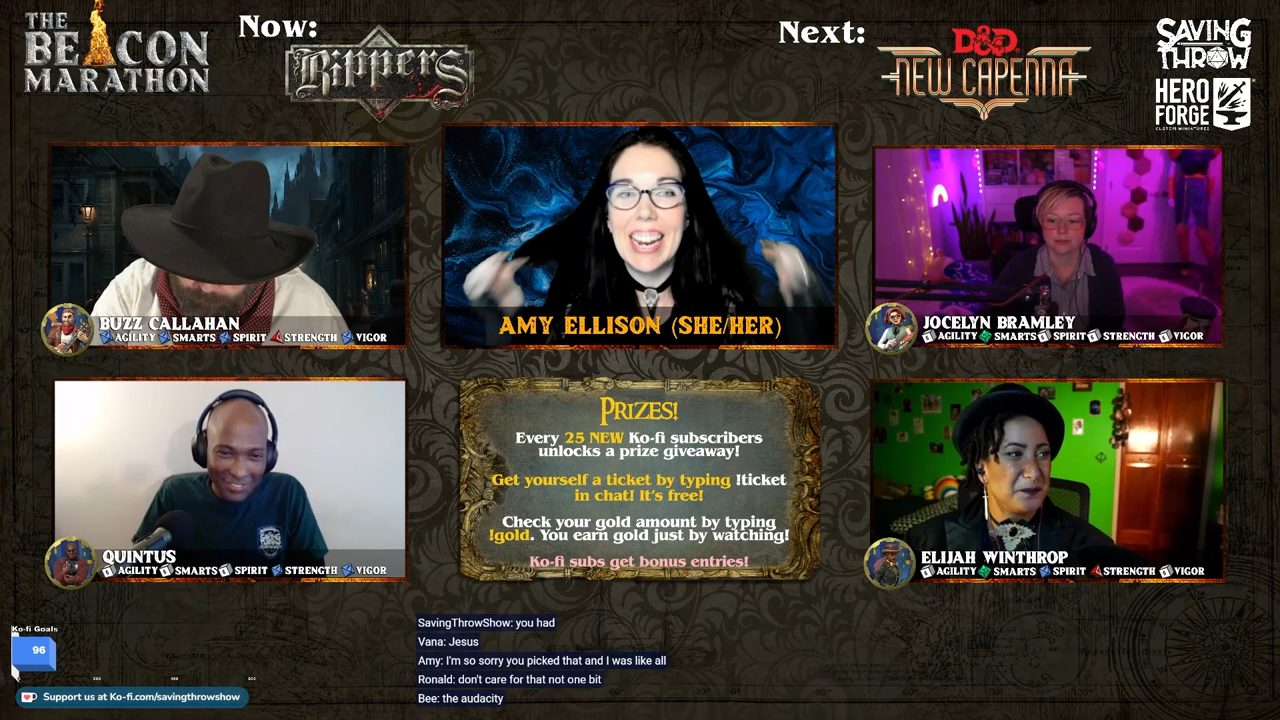 THE
BEACON
MARATHON
Now:
Rippers
Next:
D&D
NEW CAPENNA
SAVING
THROW
HERO
FORGE
CUSTOM MINIATURES
BUZZ CALLAHAN
AGILITY SMARTS SPIRIT STRENGTH VIGOR
AMY ELLISON (SHE/HER)
JOCELYN BRAMLEY
AGILITY SMARTS SPIRIT STRENGTH VIGOR
QUINTUS
AGILITY SMARTS SPIRIT STRENGTH VIGOR
PRIZES!
Every 25 NEW Ko-fi subscribers
unlocks a prize giveaway!
Get yourself a ticket by typing !ticket
in chat! It's free!
Check your gold amount by typing
!gold. You earn gold just by watching!
Ko-fi subs get bonus entries!
ELIJAH WINTHROP
AGILITY SMARTS SPIRIT STRENGTH VIGOR
Ko-fi Goals
96
Support us at Ko-fi.com/savingthrowshow
SavingThrowShow: you had
Vana: Jesus
Amy: I'm so sorry you picked that and I was like all
Ronald: don't care for that not one bit
Bee: the audacity